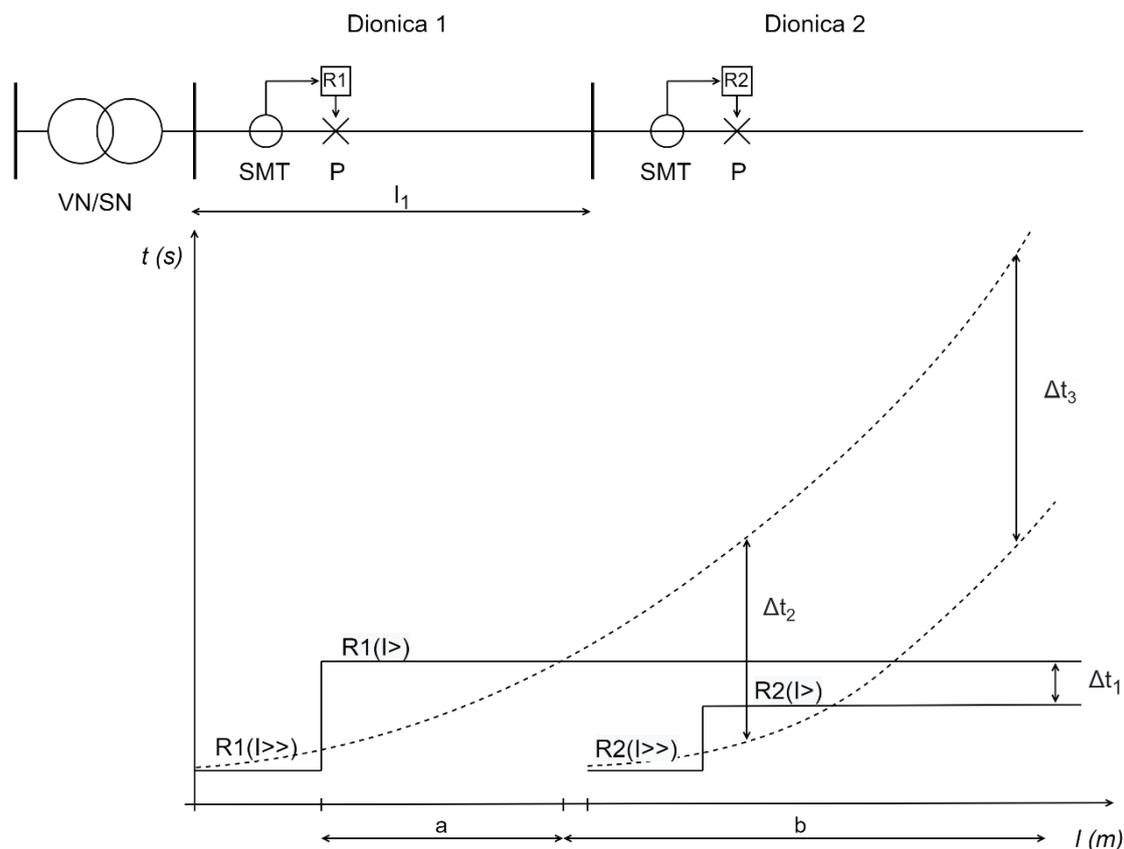 Dionica 1
Dionica 2
R1
R2
SMT
P
SMT
P
VN/SN
l₁
t (s)
Δt₃
Δt₂
R1(I>)
R2(I>)
Δt₁
R1(I>>)
R2(I>>)
a
b
l (m)